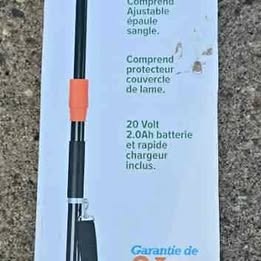 Comprend
Ajustable
épaule
sangle.
Comprend
protecteur
couvercle
de lame.
20 Volt
2.0Ah batterie
et rapide
chargeur
inclus.
Garantie de